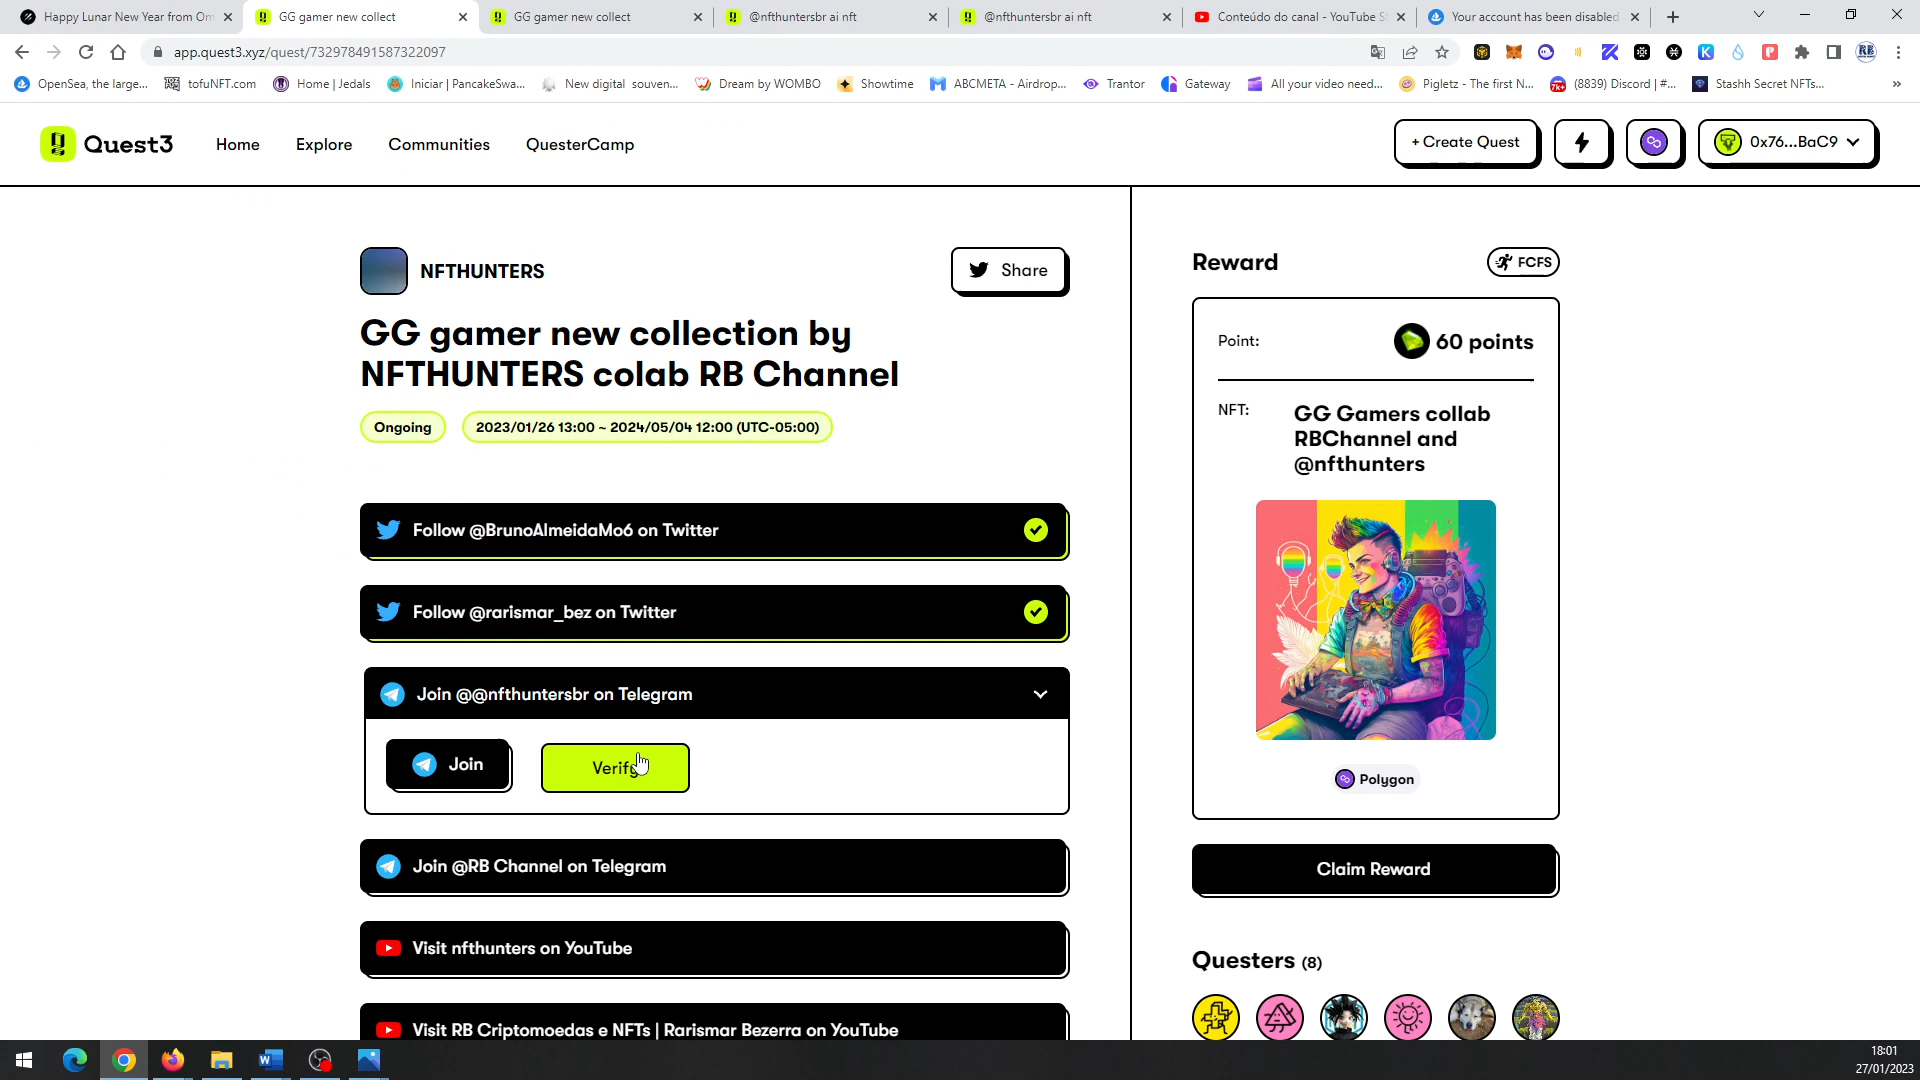 Happy Lunar New Year from Om
GG gamer new collect
GG gamer new collect
@nfthuntersbr ai nft
@nfthuntersbr ai nft
Conteúdo do canal - YouTube S
Your account has been disabled
app.quest3.xyz/quest/732978491587322097
OpenSea, the large...
tofuNFT.com
Home | Jedals
Iniciar | PancakeSwa...
New digital souven...
Dream by WOMBO
Showtime
ABCMETA - Airdrop...
Trantor
Gateway
All your video need...
Pigletz - The first N...
(8839) Discord | #...
Stashh Secret NFTs...
Quest3
Home
Explore
Communities
QuesterCamp
+ Create Quest
0x76...BaC9
NFTHUNTERS
Share
GG gamer new collection by
NFTHUNTERS colab RB Channel
Ongoing
2023/01/26 13:00 ~ 2024/05/04 12:00 (UTC-05:00)
Follow @BrunoAlmeidaMo6 on Twitter
Follow @rarismar_bez on Twitter
Join @@nfthuntersbr on Telegram
Join
Verify
Join @RB Channel on Telegram
Visit nfthunters on YouTube
Visit RB Criptomoedas e NFTs | Rarismar Bezerra on YouTube
Reward
FCFS
Point:
60 points
NFT:
GG Gamers collab
RBChannel and
@nfthunters
Polygon
Claim Reward
Questers (8)
18:01
27/01/2023